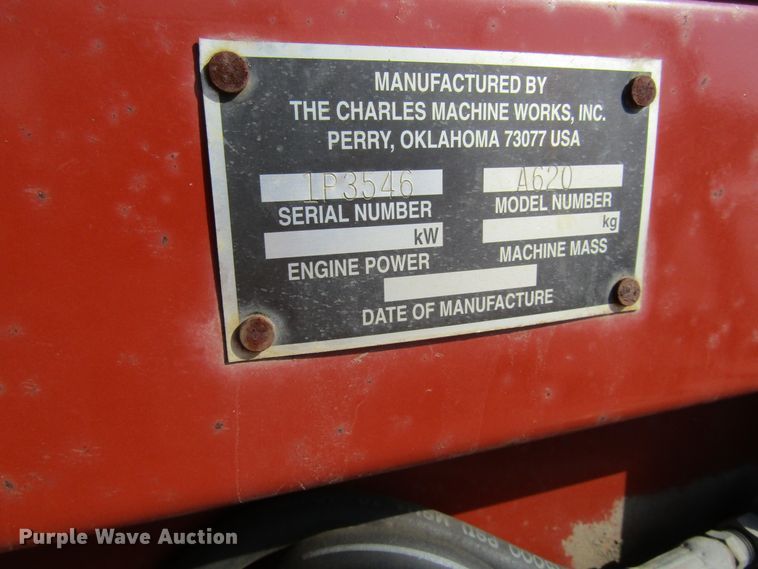 MANUFACTURED BY
THE CHARLES MACHINE WORKS, INC.
PERRY, OKLAHOMA 73077 USA
1P3546 A620
SERIAL NUMBER MODEL NUMBER
kW kg
ENGINE POWER MACHINE MASS
DATE OF MANUFACTURE
PSI
Purple Wave Auction